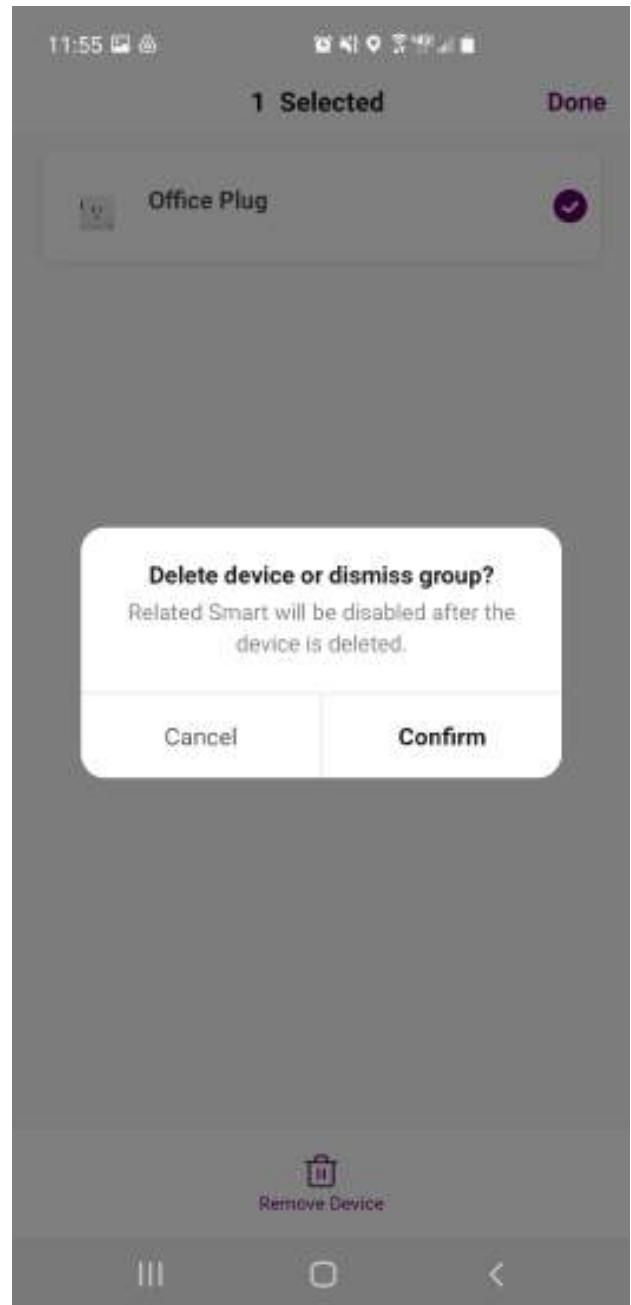 11:55
1 Selected Done
Office Plug
Delete device or dismiss group?
Related Smart will be disabled after the
device is deleted.
Cancel Confirm
Remove Device